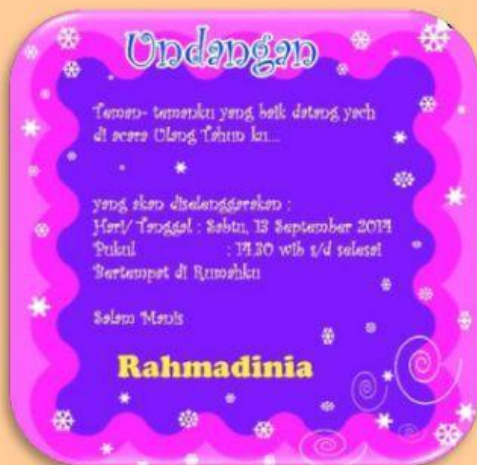 Undangan
Teman- temanku yang baik datang yach
di acara Ulang Tahun ku...
yang akan diselenggarakan :
Hari/ Tanggal : Sabtu, 13 September 2014
Pukul : 14.30 wib s/d selesai
Bertempat di Rumahku
Salam Manis
Rahmadinia